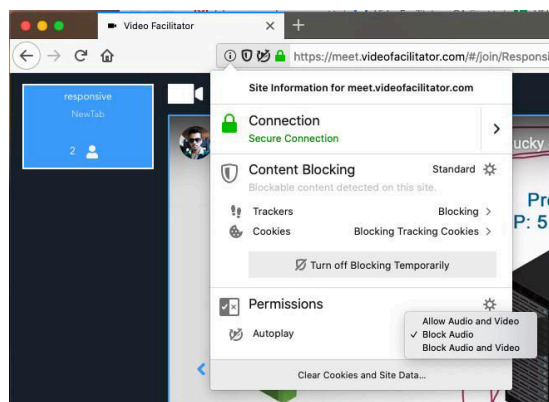 Video Facilitator
https://meet.videofacilitator.com/#/join/Responsi
Site Information for meet.videofacilitator.com
responsive
NewTab
2
Connection
Secure Connection
ucky
Content Blocking Standard
Blockable content detected on this site.
Trackers Blocking
Cookies Blocking Tracking Cookies
Pr
P: 5
Turn off Blocking Temporarily
Permissions
Autoplay
Allow Audio and Video
✓ Block Audio
Block Audio and Video
Clear Cookies and Site Data...